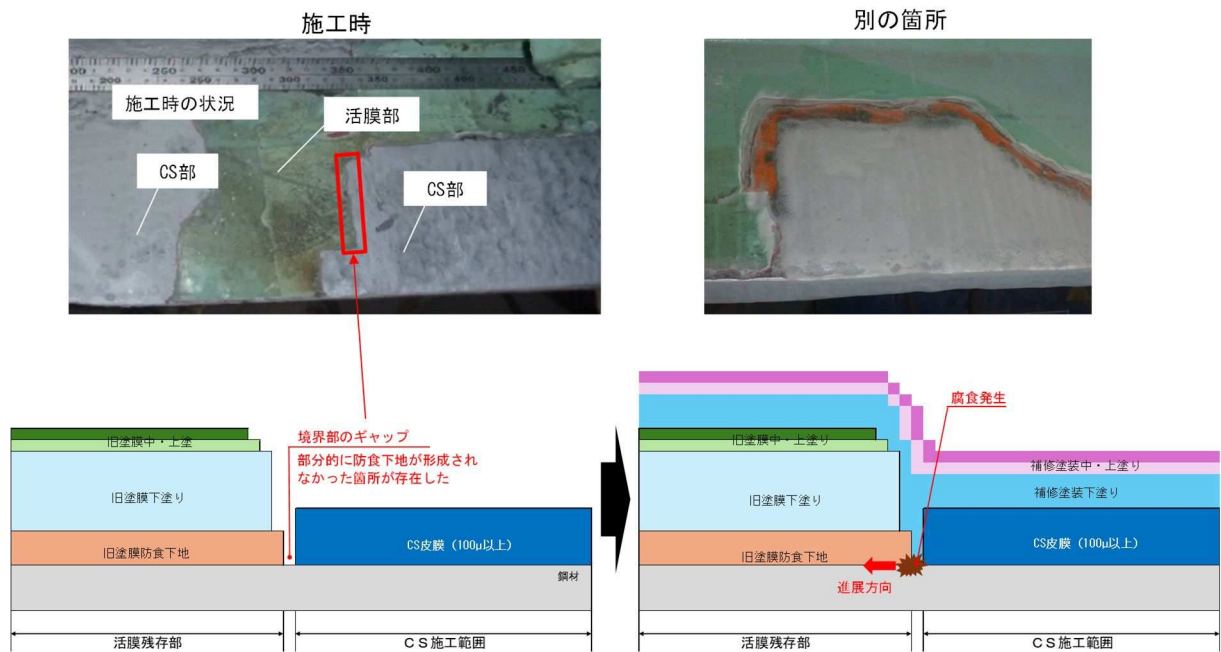 施工時
別の箇所
施工時の状況
活膜部
CS部
CS部
境界部のギャップ
部分的に防食下地が形成され
なかった箇所が存在した
旧塗膜中・上塗
旧塗膜下塗り
旧塗膜防食下地
CS皮膜（100μ以上）
鋼材
活膜残存部
ＣＳ施工範囲
腐食発生
旧塗膜中・上塗り
補修塗装中・上塗り
旧塗膜下塗り
補修塗装下塗り
旧塗膜防食下地
CS皮膜（100μ以上）
進展方向
活膜残存部
ＣＳ施工範囲